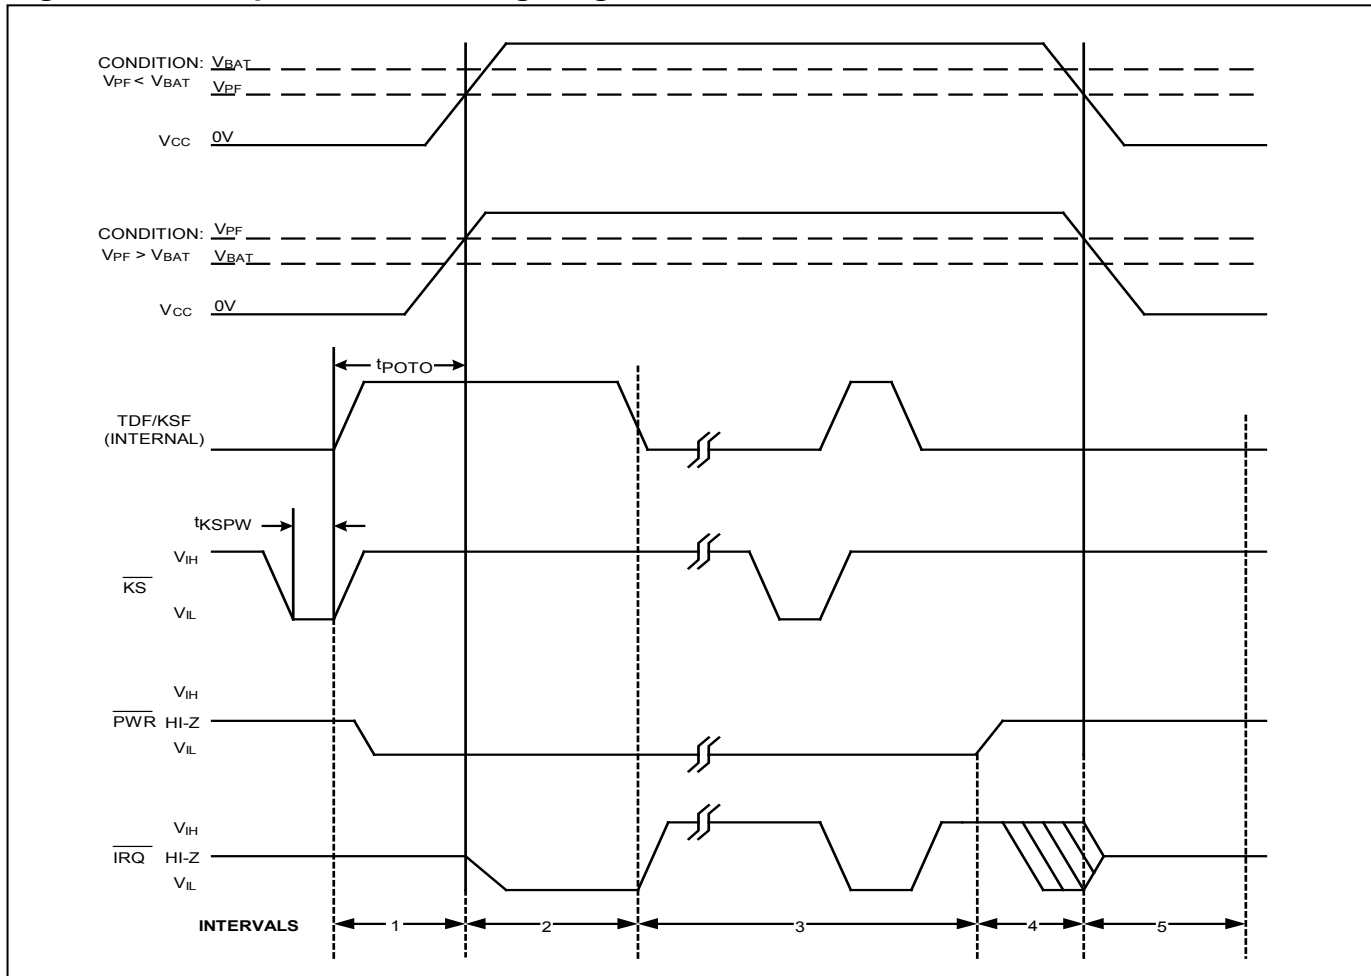 CONDITION: VBAT
VPF < VBAT VPF
VCC 0V
CONDITION: VPF
VPF > VBAT VBAT
VCC 0V
tPOTO
TDF/KSF
(INTERNAL)
tKSPW
VIH
KS
VIL
VIH
PWR HI-Z
VIL
VIH
IRQ HI-Z
VIL
INTERVALS 1 2 3 4 5